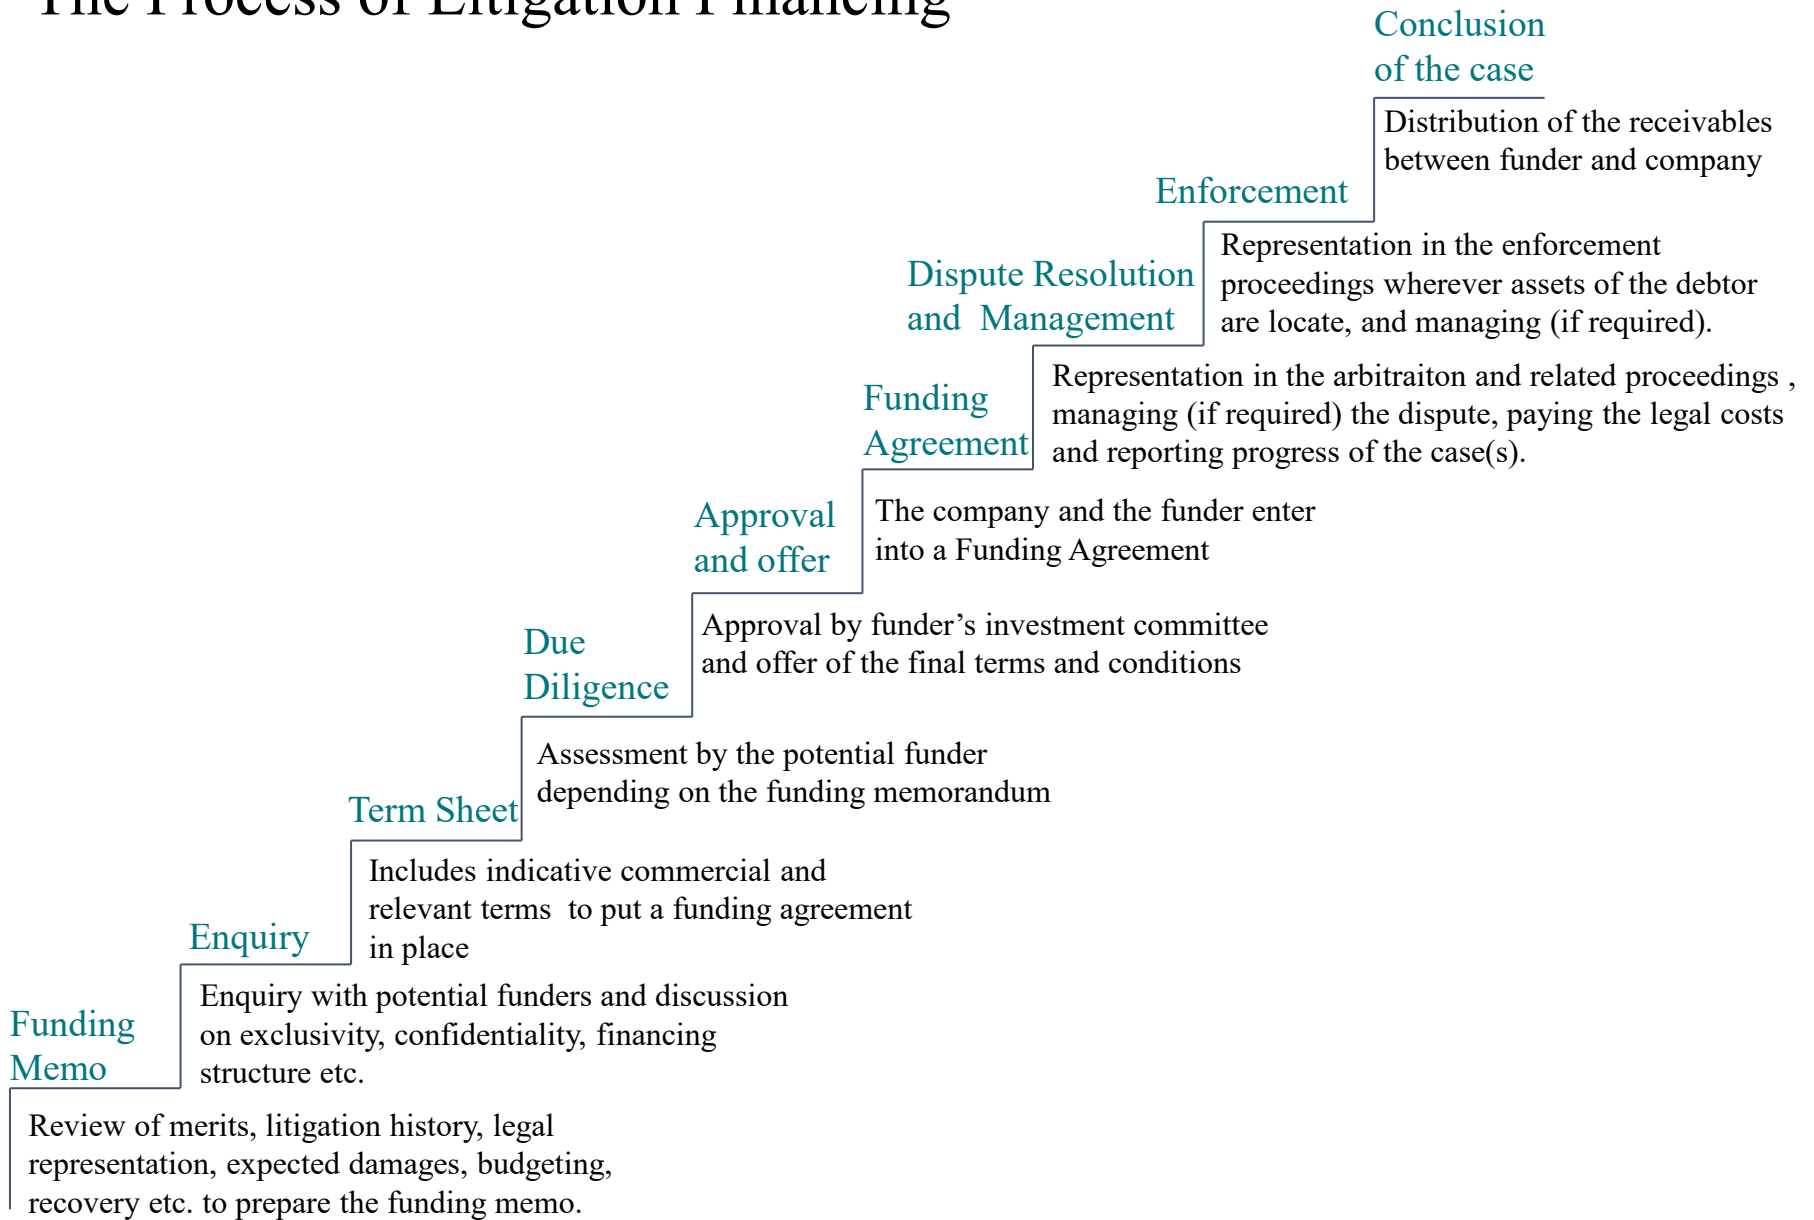 The Process of Litigation Financing
Conclusion
of the case
Distribution of the receivables
between funder and company
Enforcement
Representation in the enforcement
proceedings wherever assets of the debtor
are locate, and managing (if required).
Dispute Resolution
and  Management
Representation in the arbitraiton and related proceedings ,
managing (if required) the dispute, paying the legal costs
and reporting progress of the case(s).
Funding
Agreement
The company and the funder enter
into a Funding Agreement
Approval
and offer
Approval by funder’s investment committee
and offer of the final terms and conditions
Due
Diligence
Assessment by the potential funder
depending on the funding memorandum
Term Sheet
Includes indicative commercial and
relevant terms  to put a funding agreement
in place
Enquiry
Enquiry with potential funders and discussion
on exclusivity, confidentiality, financing
structure etc.
Funding
Memo
Review of merits, litigation history, legal
representation, expected damages, budgeting,
recovery etc. to prepare the funding memo.